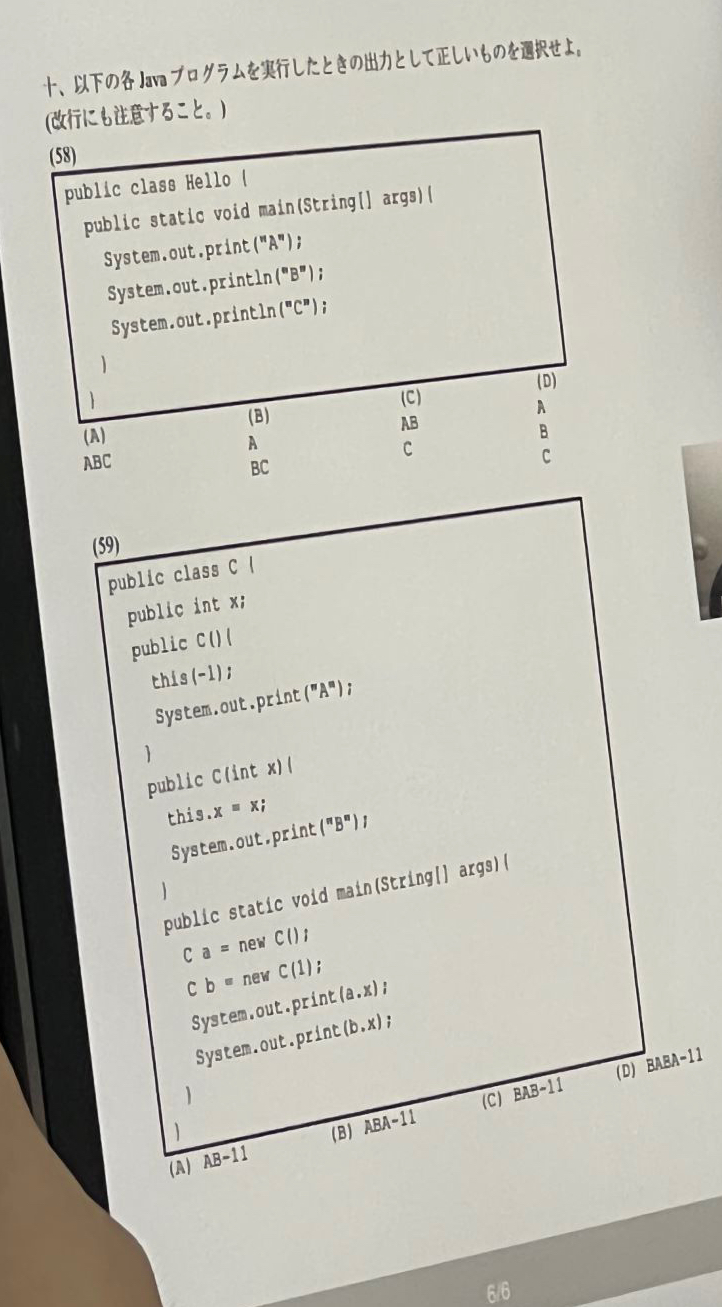 十、以下の各 Java プログラムを実行したときの出力として正しいものを選択せよ。
(改行にも注意すること。)
(58)
public class Hello {
public static void main(String[] args){
System.out.print("A");
System.out.println("B");
System.out.println("C");
}
}
(A) (B) (C) (D)
ABC A AB A
BC C B
C
(59)
public class C {
public int x;
public C(){
this(-1);
System.out.print("A");
}
public C(int x){
this.x = x;
System.out.print("B");
}
public static void main(String[] args){
C a = new C();
C b = new C(1);
System.out.print(a.x);
System.out.print(b.x);
}
}
(A) AB-11 (B) ABA-11 (C) BAB-11 (D) BABA-11
6/6